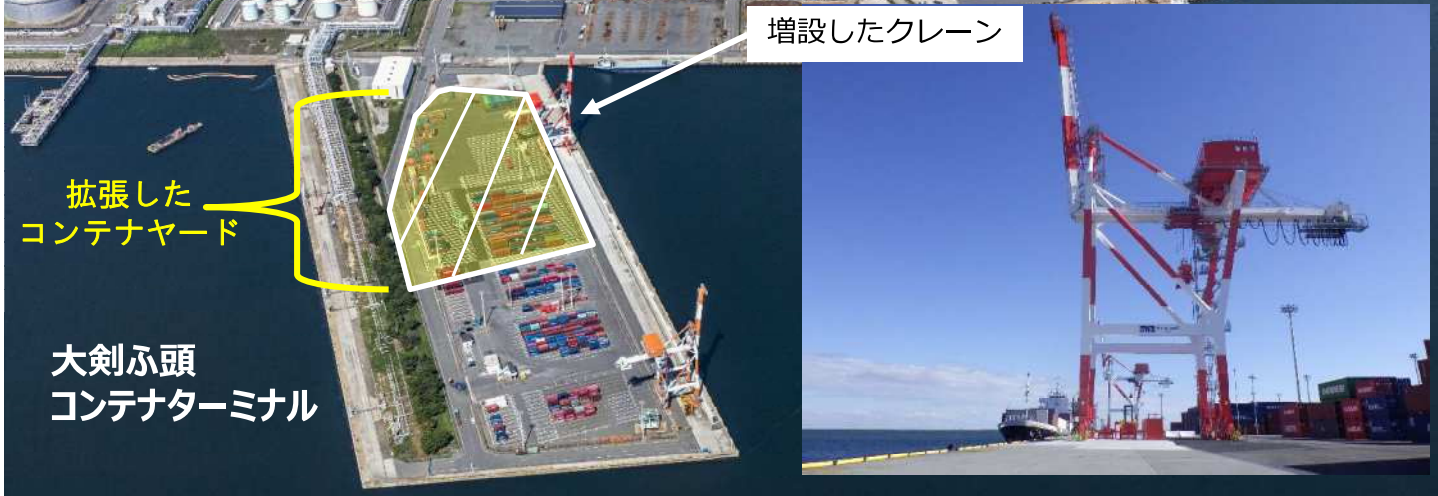 増設したクレーン
拡張した
コンテナヤード
大剣ふ頭
コンテナターミナル